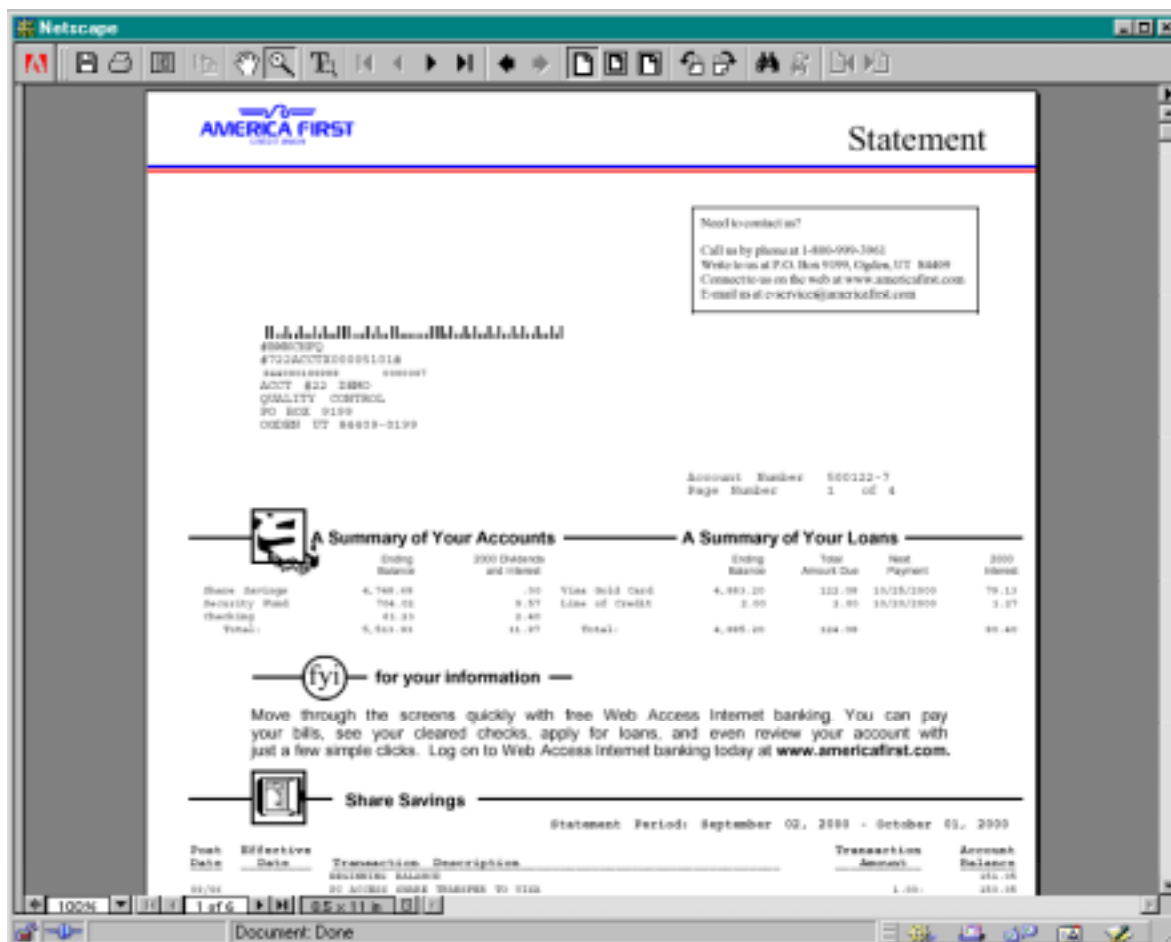 Netscape
AMERICA FIRST
CREDIT UNION
Statement
Need to contact us?
Call us by phone at 1-800-999-3961
Write to us at P.O. Box 9199, Ogden, UT 84409
Connect to us on the web at www.americafirst.com
E-mail us at e-service@americafirst.com
ACCT #22 DEMO
QUALITY CONTROL
PO BOX 9199
OGDEN UT 84409-0199
Account Number 500122-7
Page Number 1 of 4
A Summary of Your Accounts A Summary of Your Loans
Ending 2000 Dividends Ending Total Next 2000
Balance and Interest Balance Amount Due Payment Interest
Share Savings .00 Visa Gold Card 10/25/2000
Security Fund Line of Credit
Checking
Total: Total:
fyi for your information
Move through the screens quickly with free Web Access Internet banking. You can pay
your bills, see your cleared checks, apply for loans, and even review your account with
just a few simple clicks. Log on to Web Access Internet banking today at www.americafirst.com.
Share Savings
Statement Period: September 02, 2000 - October 01, 2000
Post Effective Transaction Account
Date Date Transaction Description Amount Balance
BEGINNING BALANCE
PC ACCESS SHARE TRANSFER TO VISA 1.00-
100% 1 of 6 8.5 x 11 in
Document: Done